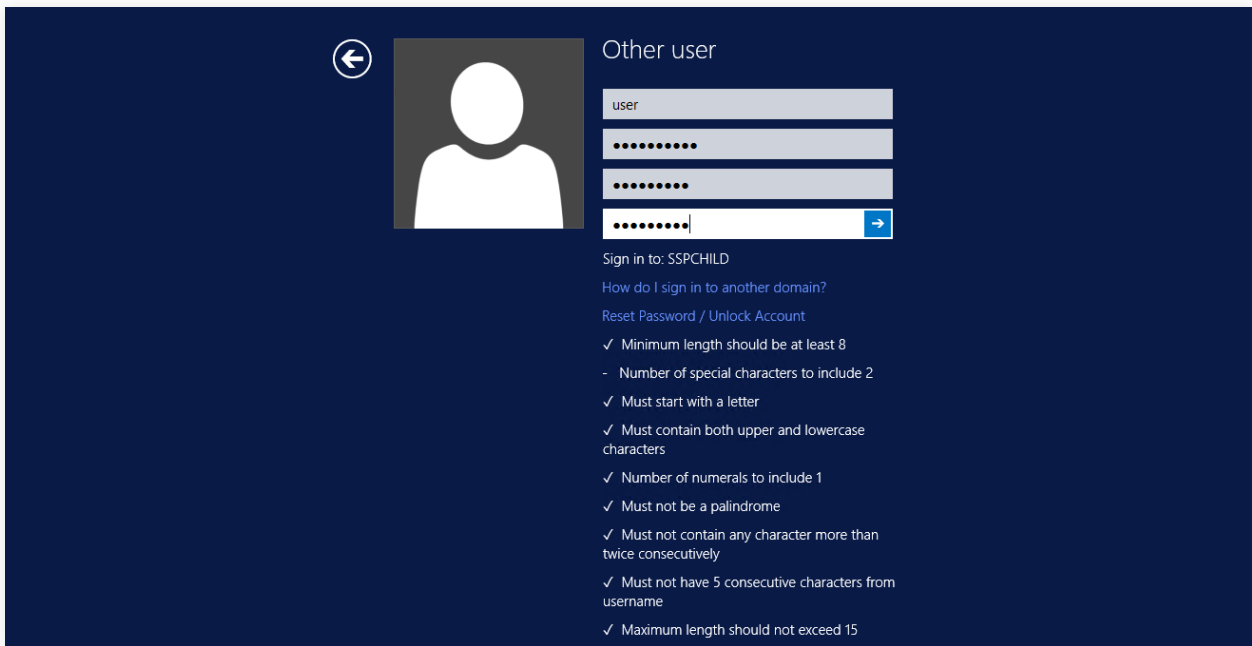 Other user
user
●●●●●●●●●●
●●●●●●●●●
●●●●●●●●●
Sign in to: SSPCHILD
How do I sign in to another domain?
Reset Password / Unlock Account
✓ Minimum length should be at least 8
- Number of special characters to include 2
✓ Must start with a letter
✓ Must contain both upper and lowercase
characters
✓ Number of numerals to include 1
✓ Must not be a palindrome
✓ Must not contain any character more than
twice consecutively
✓ Must not have 5 consecutive characters from
username
✓ Maximum length should not exceed 15